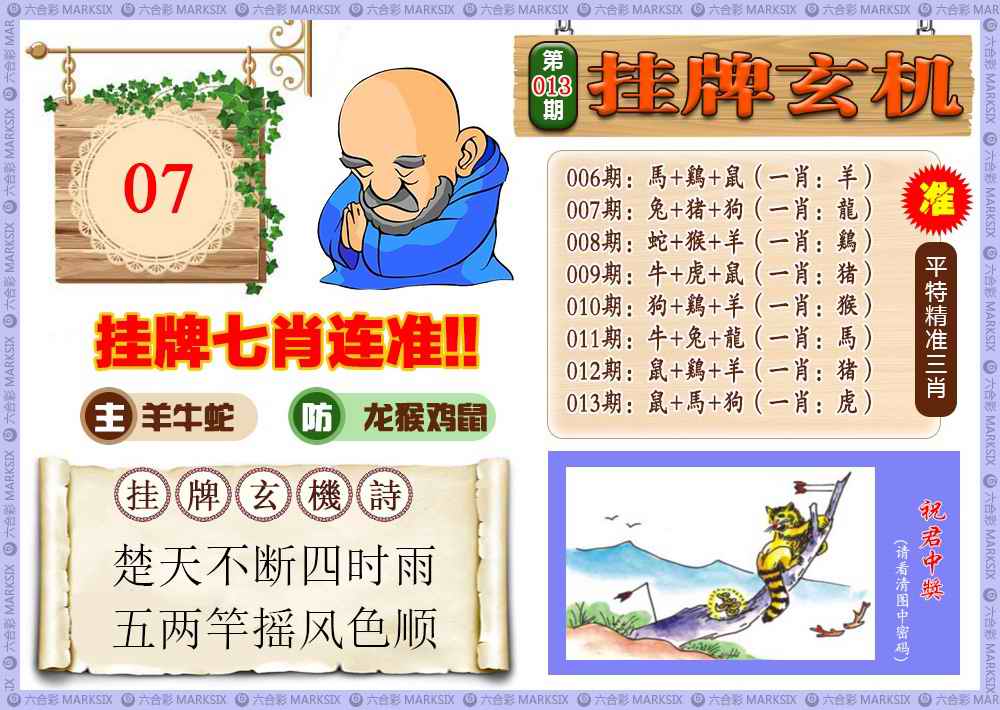 六合彩 MARKSIX
第
013
期
挂牌玄机
07
006期：馬+鷄+鼠（一肖：羊）
007期：兔+猪+狗（一肖：龍）
008期：蛇+猴+羊（一肖：鷄）
009期：牛+虎+鼠（一肖：猪）
010期：狗+鷄+羊（一肖：猴）
011期：牛+兔+龍（一肖：馬）
012期：鼠+鷄+羊（一肖：猪）
013期：鼠+馬+狗（一肖：虎）
准
平特精准三肖
挂牌七肖连准!!
主 羊牛蛇
防 龙猴鸡鼠
挂牌玄機詩
楚天不断四时雨
五两竿摇风色顺
祝君中獎
(请看清图中密码)